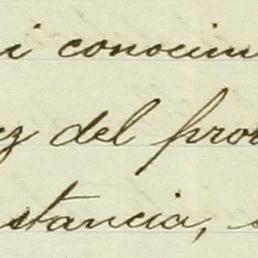 i conocim
ez del pro
stancia, s